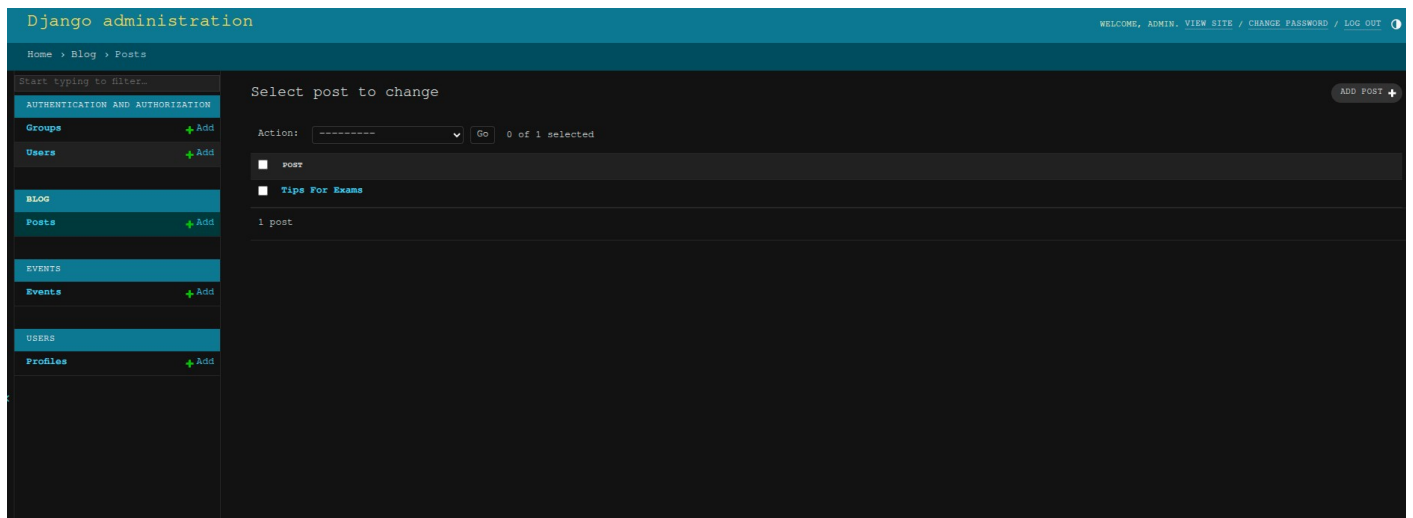 Django administration
WELCOME, ADMIN. VIEW SITE / CHANGE PASSWORD / LOG OUT
Home › Blog › Posts
Start typing to filter…
AUTHENTICATION AND AUTHORIZATION
Groups + Add
Users + Add
BLOG
Posts + Add
EVENTS
Events + Add
USERS
Profiles + Add
Select post to change
ADD POST +
Action: --------- Go 0 of 1 selected
POST
Tips For Exams
1 post